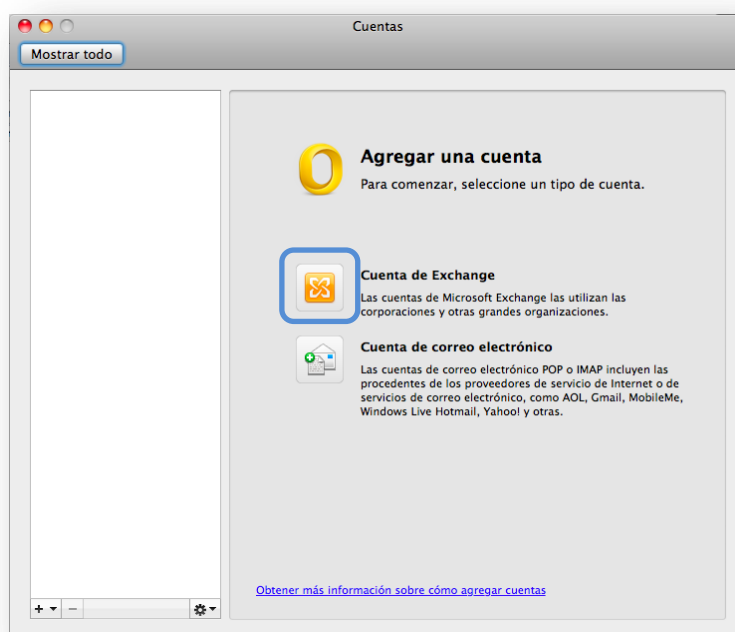 Cuentas
Mostrar todo
Agregar una cuenta
Para comenzar, seleccione un tipo de cuenta.
Cuenta de Exchange
Las cuentas de Microsoft Exchange las utilizan las
corporaciones y otras grandes organizaciones.
Cuenta de correo electrónico
Las cuentas de correo electrónico POP o IMAP incluyen las
procedentes de los proveedores de servicio de Internet o de
servicios de correo electrónico, como AOL, Gmail, MobileMe,
Windows Live Hotmail, Yahoo! y otras.
Obtener más información sobre cómo agregar cuentas